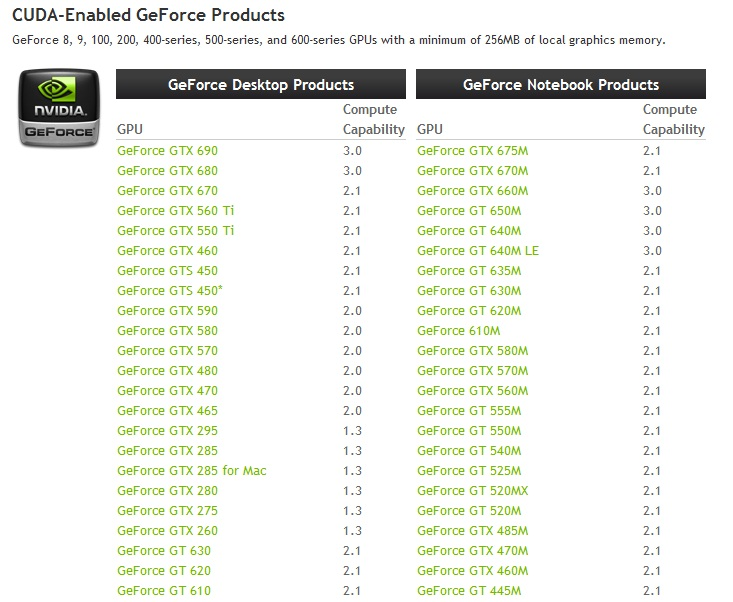 CUDA-Enabled GeForce Products
GeForce 8, 9, 100, 200, 400-series, 500-series, and 600-series GPUs with a minimum of 256MB of local graphics memory.
NVIDIA.
GEFORCE
GeForce Desktop Products GeForce Notebook Products
Compute Compute
GPU Capability GPU Capability
GeForce GTX 690 3.0 GeForce GTX 675M 2.1
GeForce GTX 680 3.0 GeForce GTX 670M 2.1
GeForce GTX 670 2.1 GeForce GTX 660M 3.0
GeForce GTX 560 Ti 2.1 GeForce GT 650M 3.0
GeForce GTX 550 Ti 2.1 GeForce GT 640M 3.0
GeForce GTX 460 2.1 GeForce GT 640M LE 3.0
GeForce GTS 450 2.1 GeForce GT 635M 2.1
GeForce GTS 450* 2.1 GeForce GT 630M 2.1
GeForce GTX 590 2.0 GeForce GT 620M 2.1
GeForce GTX 580 2.0 GeForce 610M 2.1
GeForce GTX 570 2.0 GeForce GTX 580M 2.1
GeForce GTX 480 2.0 GeForce GTX 570M 2.1
GeForce GTX 470 2.0 GeForce GTX 560M 2.1
GeForce GTX 465 2.0 GeForce GT 555M 2.1
GeForce GTX 295 1.3 GeForce GT 550M 2.1
GeForce GTX 285 1.3 GeForce GT 540M 2.1
GeForce GTX 285 for Mac 1.3 GeForce GT 525M 2.1
GeForce GTX 280 1.3 GeForce GT 520MX 2.1
GeForce GTX 275 1.3 GeForce GT 520M 2.1
GeForce GTX 260 1.3 GeForce GTX 485M 2.1
GeForce GT 630 2.1 GeForce GTX 470M 2.1
GeForce GT 620 2.1 GeForce GTX 460M 2.1
GeForce GT 610 2.1 GeForce GT 445M 2.1